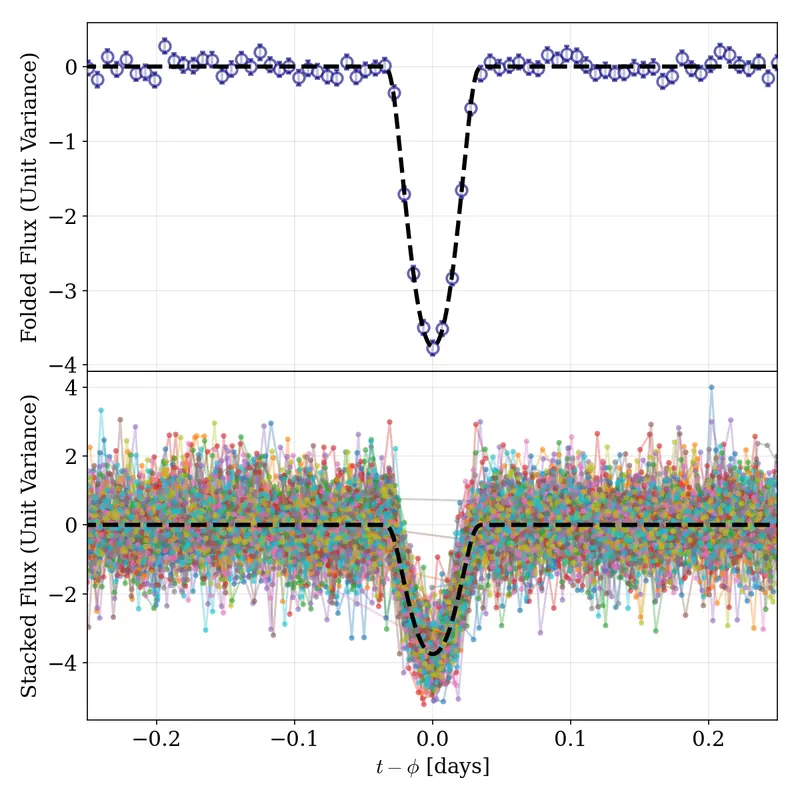 Folded Flux (Unit Variance)
0
−1
−2
−3
−4
Stacked Flux (Unit Variance)
4
2
0
−2
−4
−0.2 −0.1 0.0 0.1 0.2
t − ϕ [days]